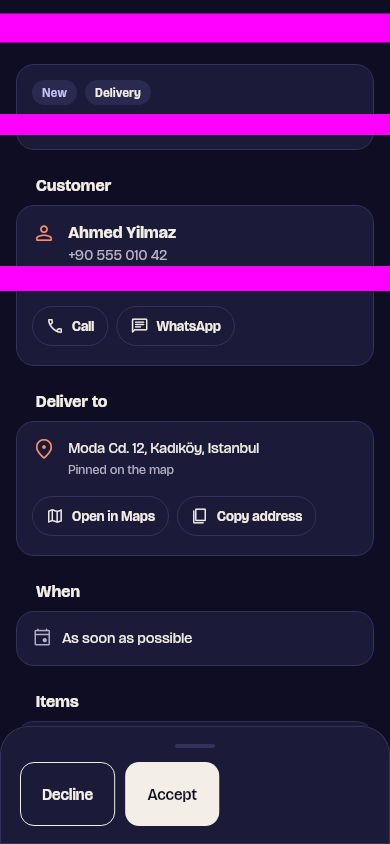 New
Delivery
Customer
Ahmed Yilmaz
+90 555 010 42
Call
WhatsApp
Deliver to
Moda Cd. 12, Kadıköy, Istanbul
Pinned on the map
Open in Maps
Copy address
When
As soon as possible
Items
Decline
Accept